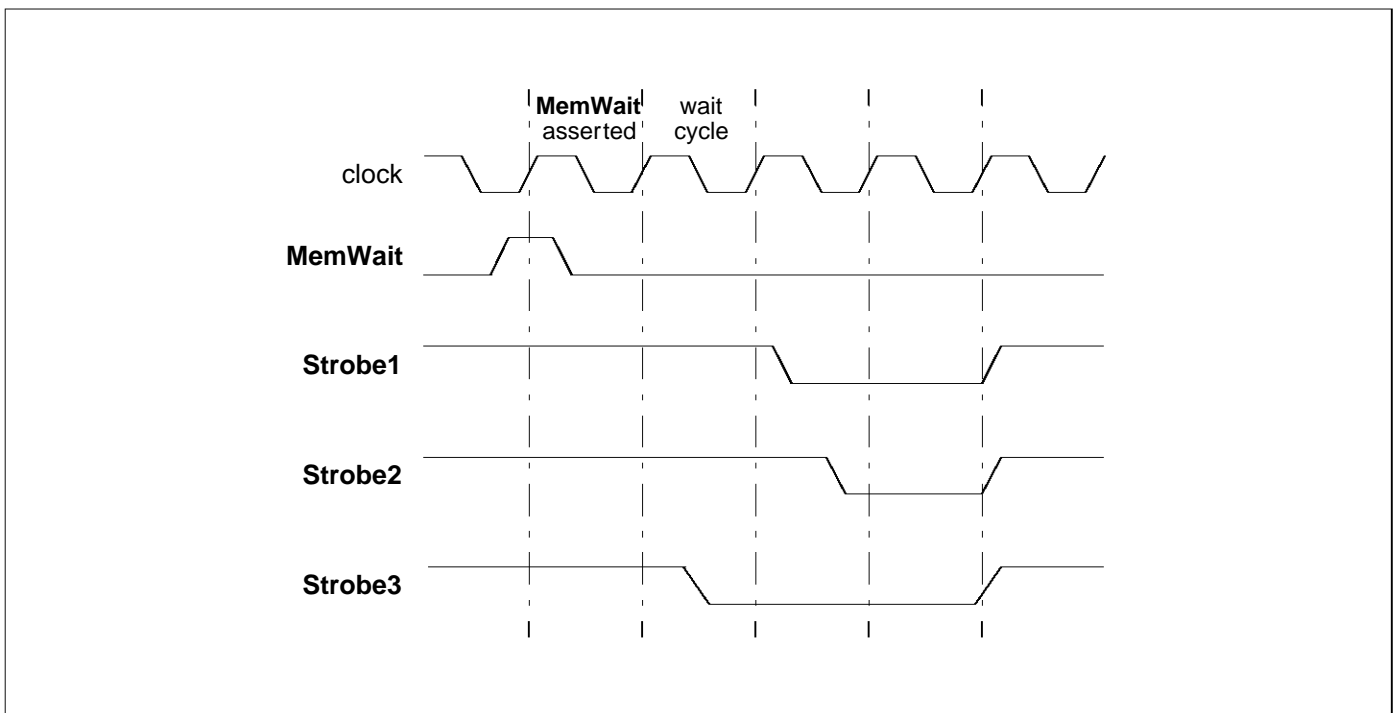 MemWait wait
asserted cycle
clock
MemWait
Strobe1
Strobe2
Strobe3